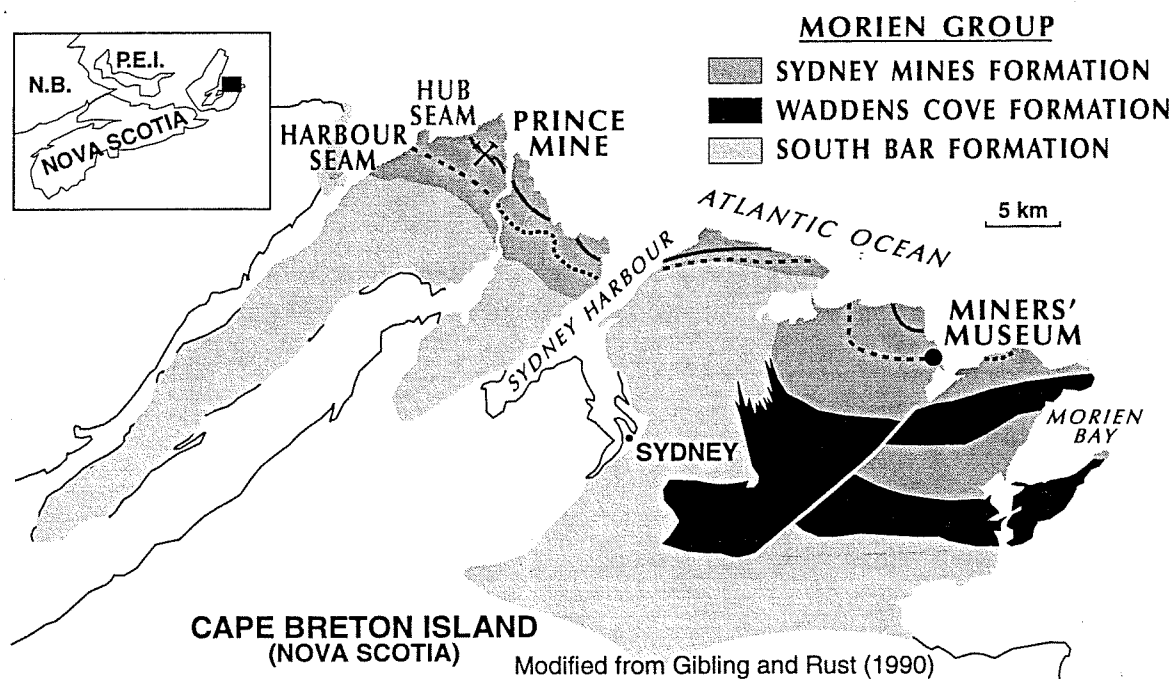 MORIEN GROUP
SYDNEY MINES FORMATION
WADDENS COVE FORMATION
SOUTH BAR FORMATION
P.E.I.
N.B.
NOVA SCOTIA
HUB
SEAM
HARBOUR
SEAM
PRINCE
MINE
5 km
ATLANTIC OCEAN
SYDNEY HARBOUR
MINERS'
MUSEUM
MORIEN
BAY
SYDNEY
CAPE BRETON ISLAND
(NOVA SCOTIA)
Modified from Gibling and Rust (1990)